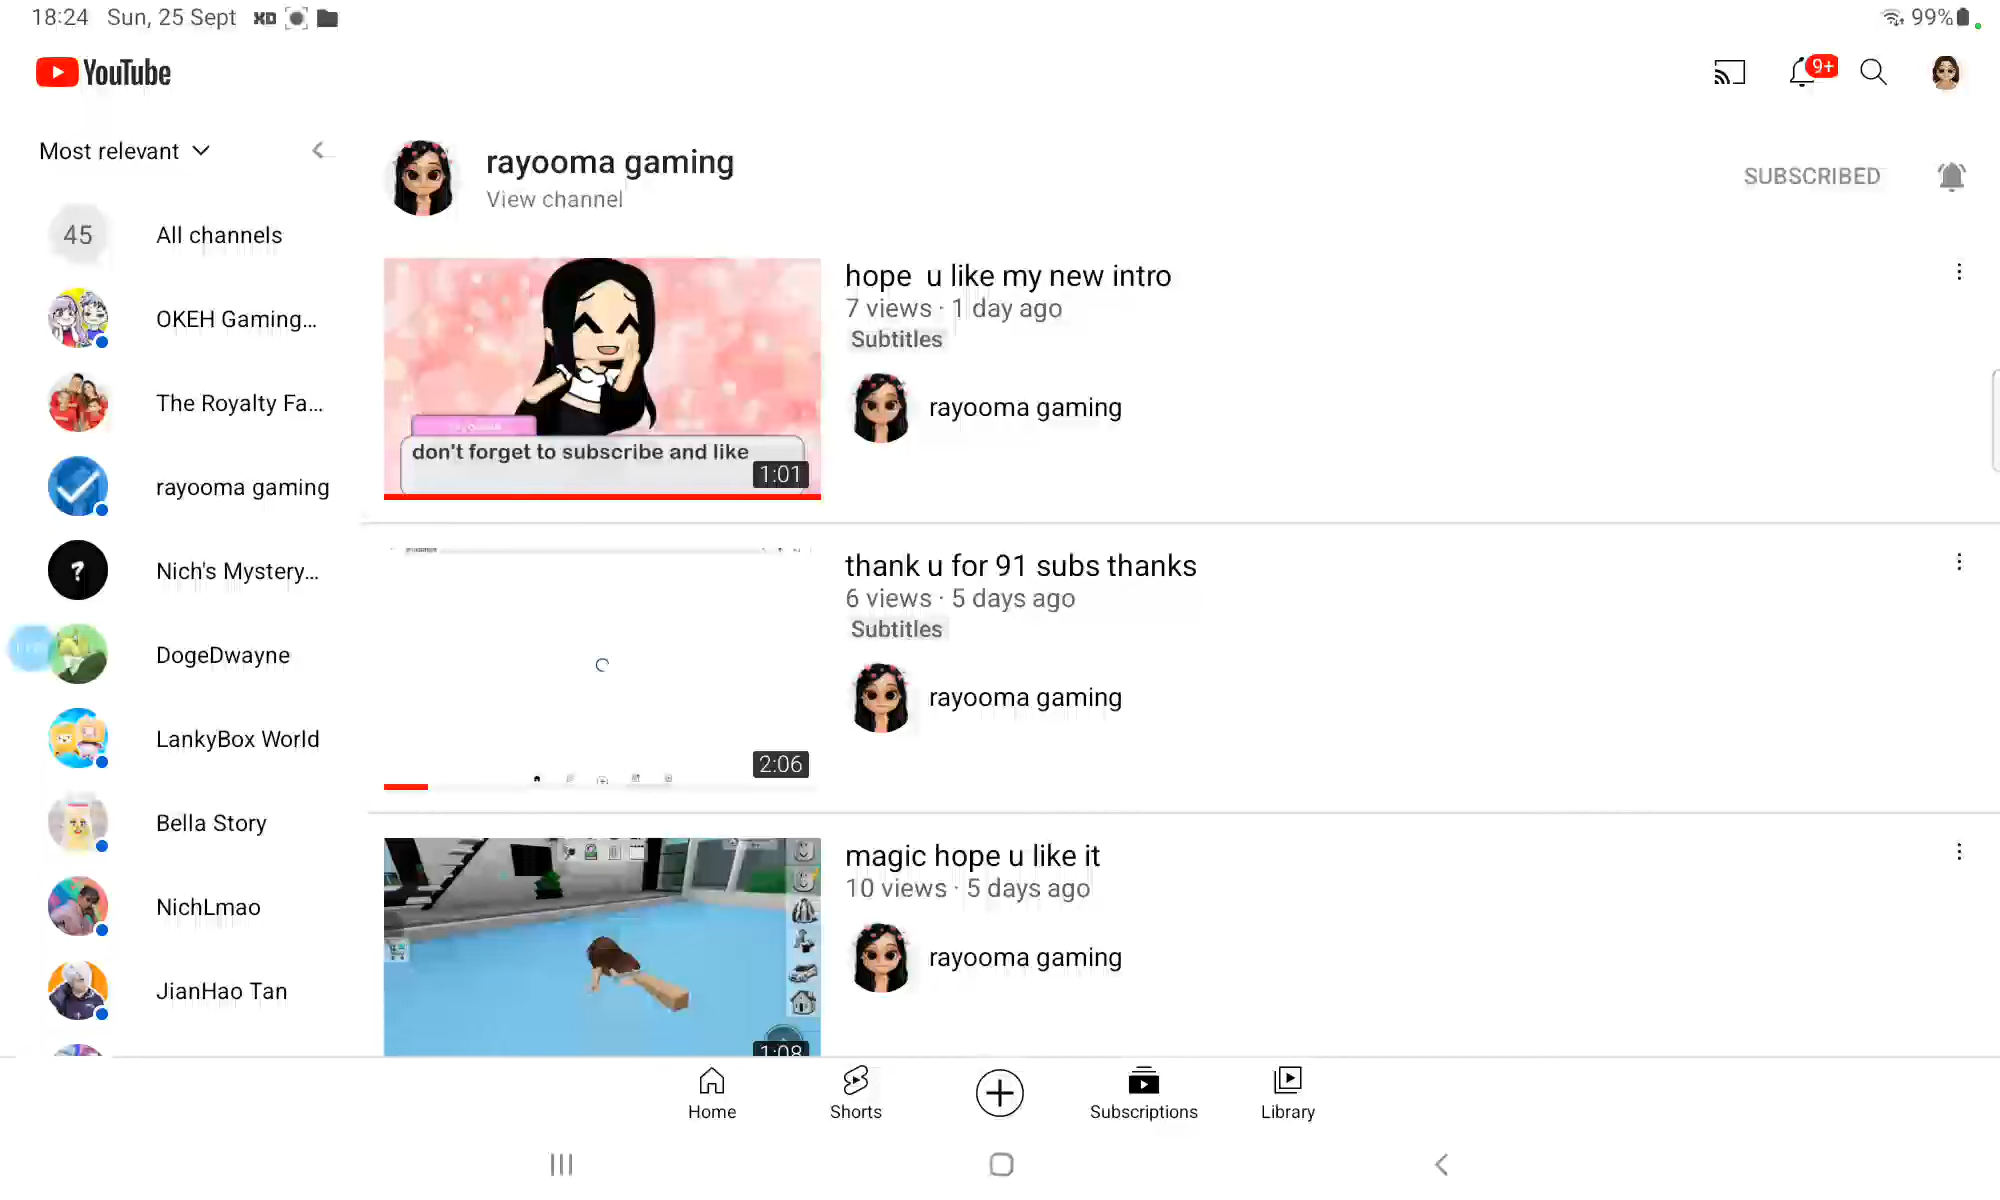 18:24 Sun, 25 Sept XD 99%
YouTube
9+
Most relevant
rayooma gaming
View channel
SUBSCRIBED
45 All channels
OKEH Gaming...
The Royalty Fa...
rayooma gaming
Nich's Mystery...
DogeDwayne
LankyBox World
Bella Story
NichLmao
JianHao Tan
don't forget to subscribe and like
1:01
hope u like my new intro
7 views · 1 day ago
Subtitles
rayooma gaming
2:06
thank u for 91 subs thanks
6 views · 5 days ago
Subtitles
rayooma gaming
1:08
magic hope u like it
10 views · 5 days ago
rayooma gaming
Home
Shorts
Subscriptions
Library